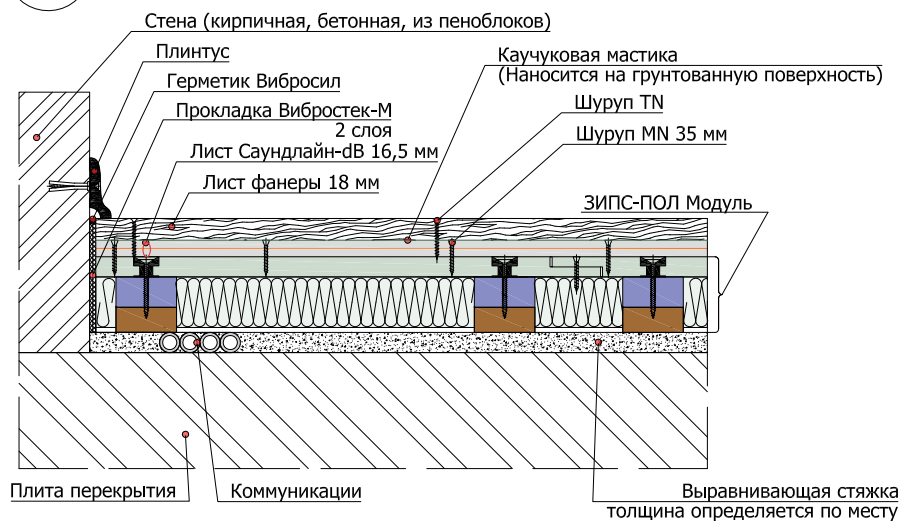 Стена (кирпичная, бетонная, из пеноблоков)
Плинтус
Герметик Вибросил
Прокладка Вибростек-М
2 слоя
Лист Саундлайн-dB 16,5 мм
Лист фанеры 18 мм
Каучуковая мастика
(Наносится на грунтованную поверхность)
Шуруп TN
Шуруп MN 35 мм
ЗИПС-ПОЛ Модуль
Плита перекрытия
Коммуникации
Выравнивающая стяжка
толщина определяется по месту